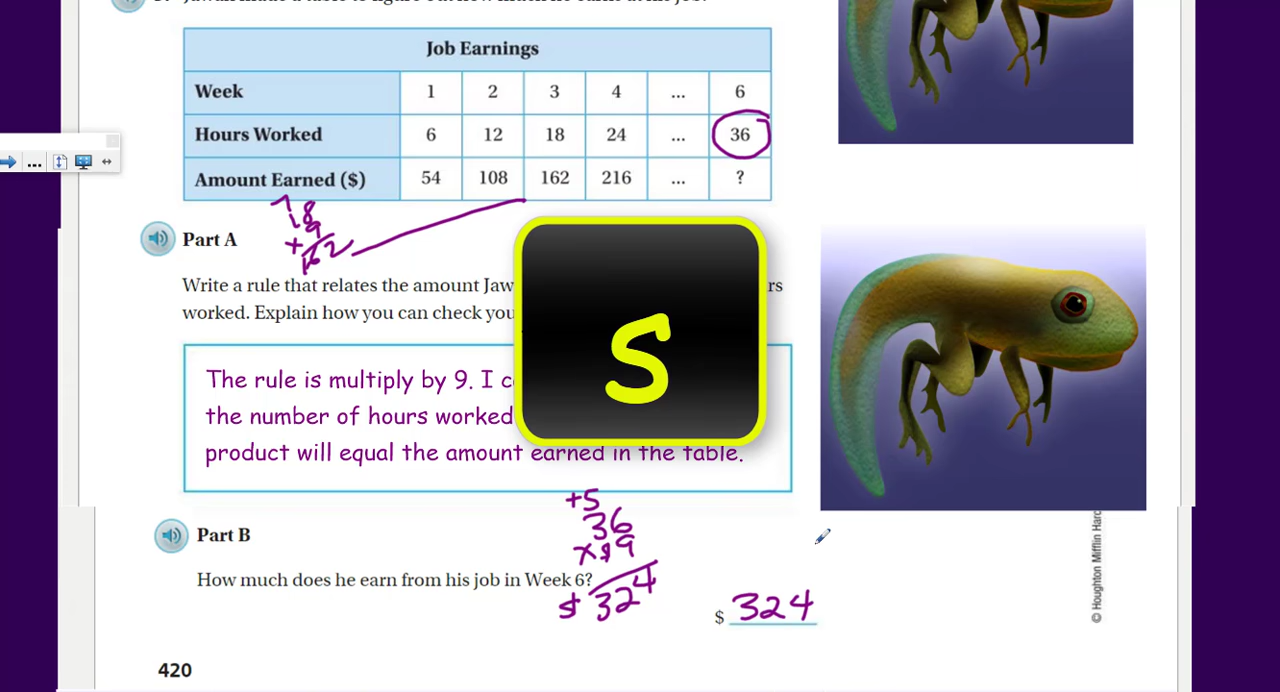 Job Earnings
Week 1 2 3 4 ... 6
Hours Worked 6 12 18 24 ... 36
Amount Earned ($) 54 108 162 216 ... ?
18
9
+162
Part A
Write a rule that relates the amount Jaw rs
worked. Explain how you can check you
S
The rule is multiply by 9. I c
the number of hours worked
product will equal the amount earned in the table.
+5
36
x$9
$324
Part B
How much does he earn from his job in Week 6?
$ 324
© Houghton Mifflin Harc
420